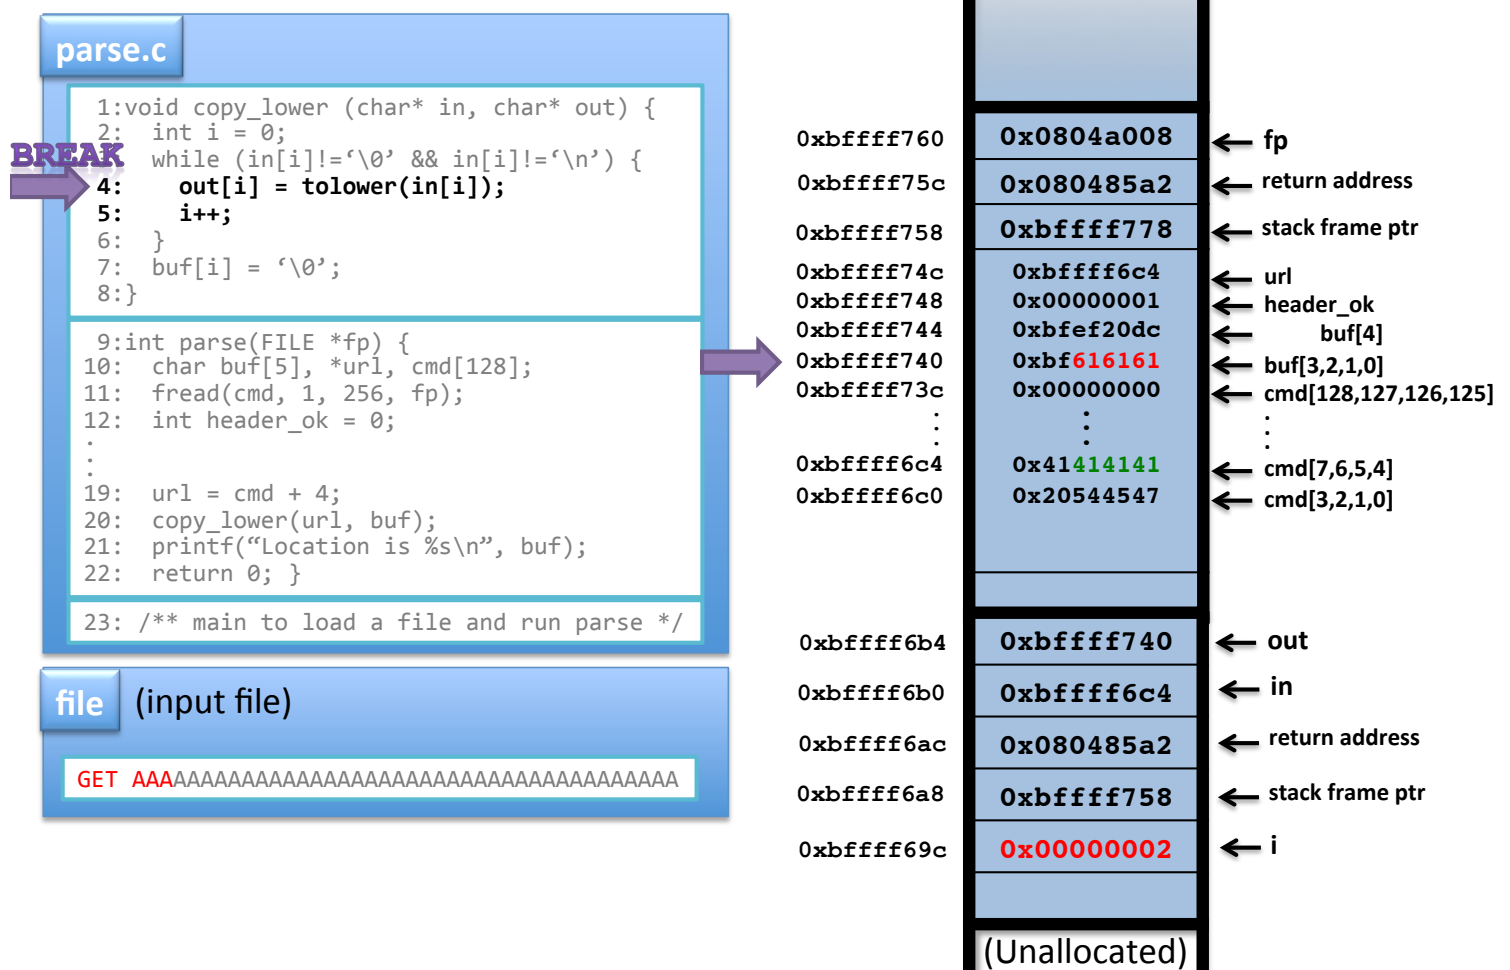 parse.c
1:void copy_lower (char* in, char* out) {
2:  int i = 0;
BREAK
3:  while (in[i]!=‘\0’ && in[i]!=‘\n’) {
4:    out[i] = tolower(in[i]);
5:    i++;
6:  }
7:  buf[i] = ‘\0’;
8:}
9:int parse(FILE *fp) {
10:  char buf[5], *url, cmd[128];
11:  fread(cmd, 1, 256, fp);
12:  int header_ok = 0;
.
.
19:  url = cmd + 4;
20:  copy_lower(url, buf);
21:  printf(“Location is %s\n”, buf);
22:  return 0; }
23: /** main to load a file and run parse */
file (input file)
GET AAAAAAAAAAAAAAAAAAAAAAAAAAAAAAAAAAAAAAAA
0xbffff760 0x0804a008 fp
0xbffff75c 0x080485a2 return address
0xbffff758 0xbffff778 stack frame ptr
0xbffff74c 0xbffff6c4 url
0xbffff748 0x00000001 header_ok
0xbffff744 0xbfef20dc buf[4]
0xbffff740 0xbf616161 buf[3,2,1,0]
0xbffff73c 0x00000000 cmd[128,127,126,125]
. . .
. . .
. . .
0xbffff6c4 0x41414141 cmd[7,6,5,4]
0xbffff6c0 0x20544547 cmd[3,2,1,0]
0xbffff6b4 0xbffff740 out
0xbffff6b0 0xbffff6c4 in
0xbffff6ac 0x080485a2 return address
0xbffff6a8 0xbffff758 stack frame ptr
0xbffff69c 0x00000002 i
(Unallocated)